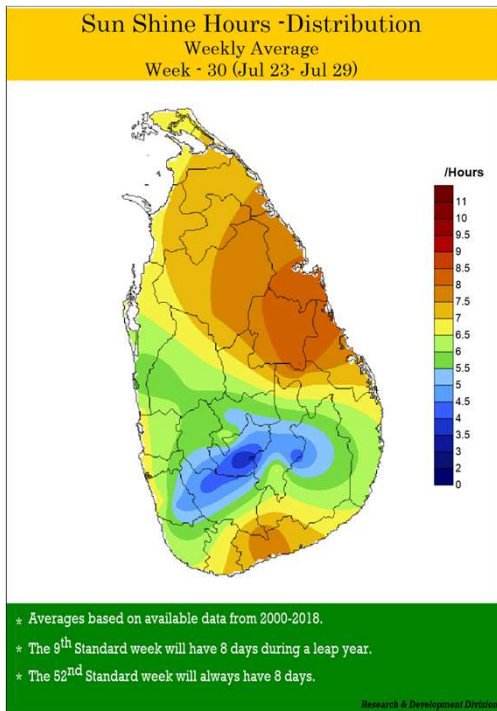 Sun Shine Hours -Distribution
Weekly Average
Week - 30 (Jul 23- Jul 29)
/Hours
11
10
9.5
9
8.5
8
7.5
7
6.5
6
5.5
5
4.5
4
3.5
3
2
0
* Averages based on available data from 2000-2018.
* The 9th Standard week will have 8 days during a leap year.
* The 52nd Standard week will always have 8 days.
Research & Development Division